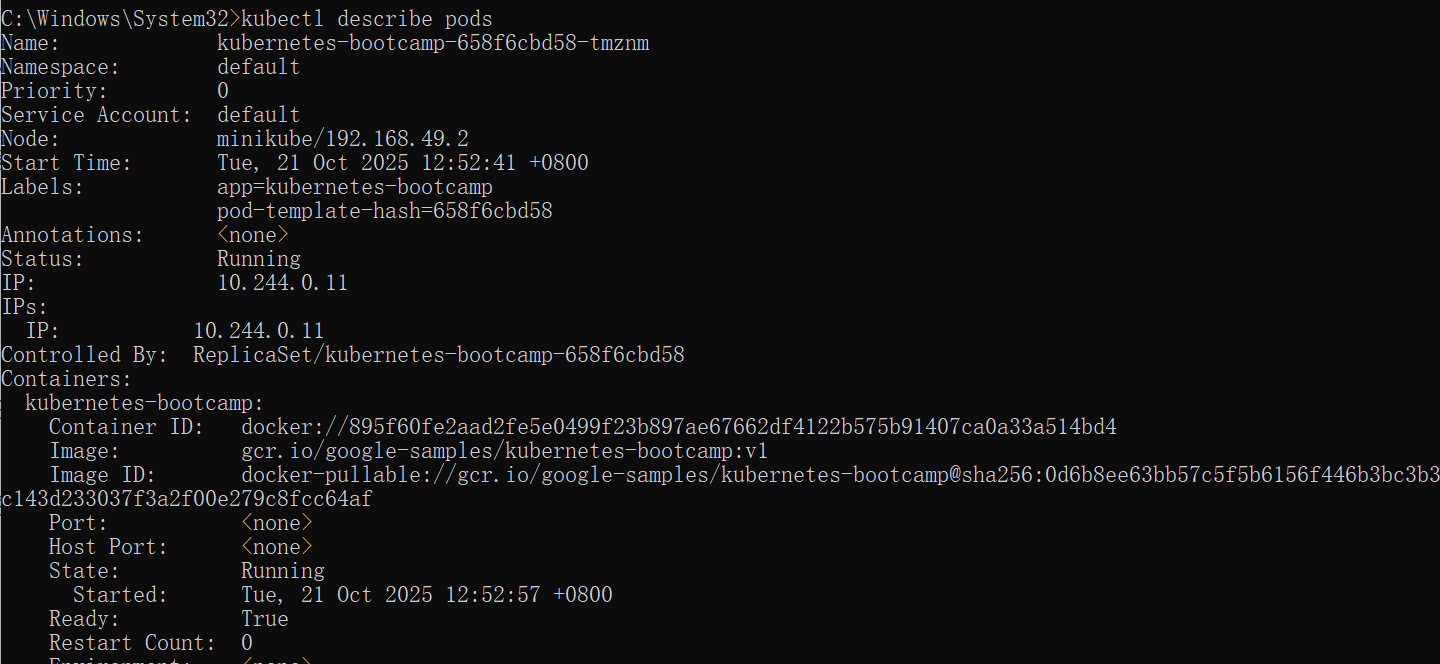 C:\Windows\System32>kubectl describe pods
Name:             kubernetes-bootcamp-658f6cbd58-tmznm
Namespace:        default
Priority:         0
Service Account:  default
Node:             minikube/192.168.49.2
Start Time:       Tue, 21 Oct 2025 12:52:41 +0800
Labels:           app=kubernetes-bootcamp
                  pod-template-hash=658f6cbd58
Annotations:      <none>
Status:           Running
IP:               10.244.0.11
IPs:
  IP:           10.244.0.11
Controlled By:  ReplicaSet/kubernetes-bootcamp-658f6cbd58
Containers:
  kubernetes-bootcamp:
    Container ID:   docker://895f60fe2aad2fe5e0499f23b897ae67662df4122b575b91407ca0a33a514bd4
    Image:          gcr.io/google-samples/kubernetes-bootcamp:v1
    Image ID:       docker-pullable://gcr.io/google-samples/kubernetes-bootcamp@sha256:0d6b8ee63bb57c5f5b6156f446b3bc3b3
c143d233037f3a2f00e279c8fcc64af
    Port:           <none>
    Host Port:      <none>
    State:          Running
      Started:      Tue, 21 Oct 2025 12:52:57 +0800
    Ready:          True
    Restart Count:  0
    Environment:    <none>